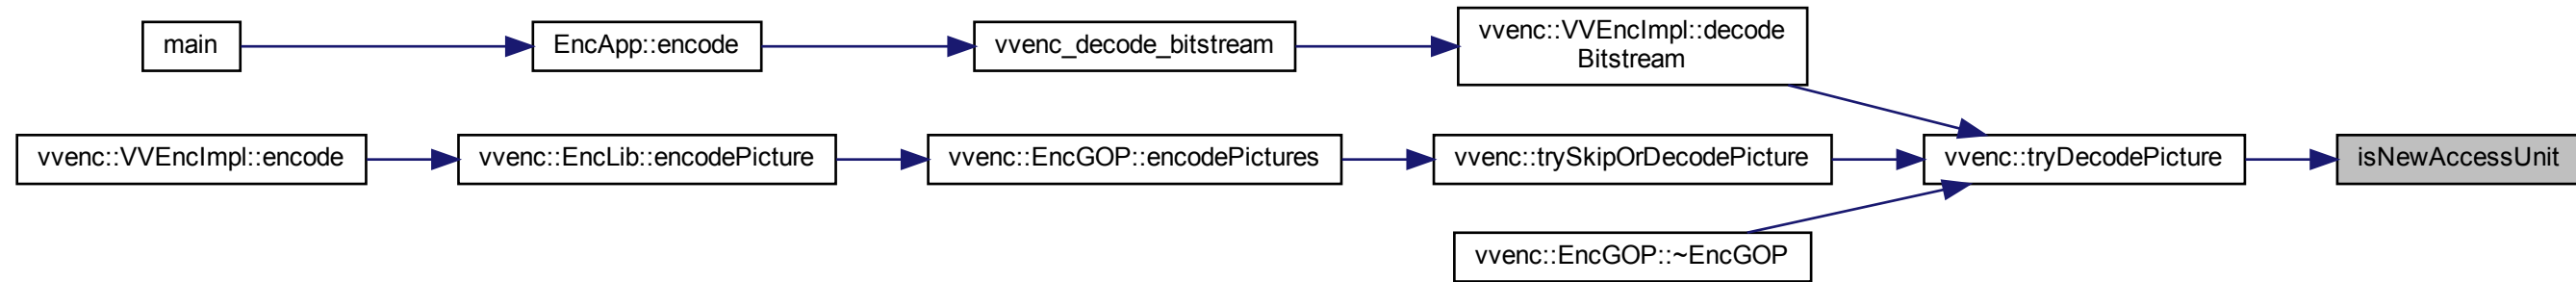 main
EncApp::encode
vvenc_decode_bitstream
vvenc::VVEncImpl::decode
Bitstream
vvenc::VVEncImpl::encode
vvenc::EncLib::encodePicture
vvenc::EncGOP::encodePictures
vvenc::trySkipOrDecodePicture
vvenc::tryDecodePicture
isNewAccessUnit
vvenc::EncGOP::~EncGOP